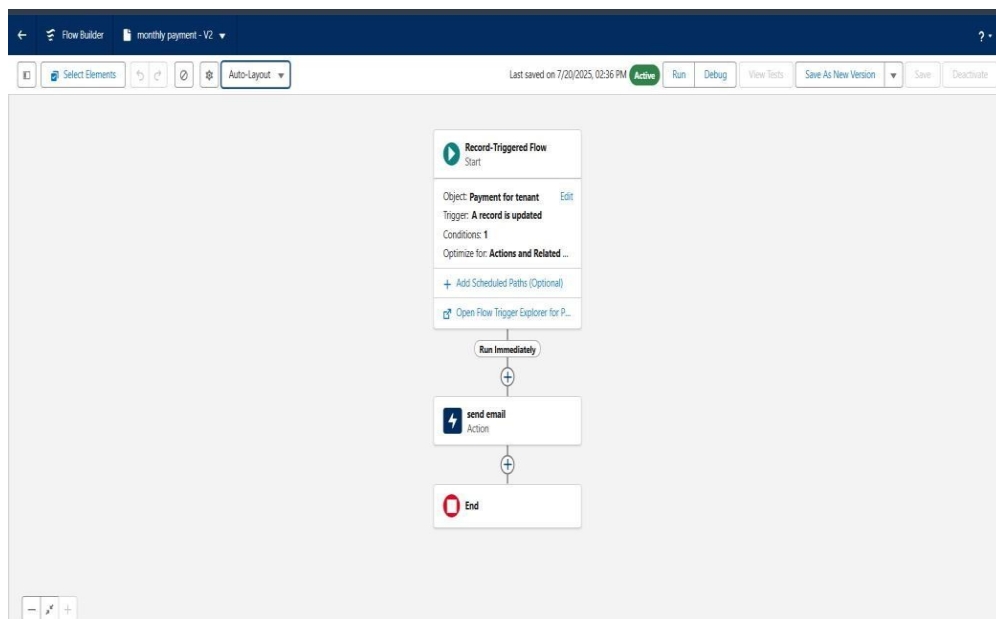 Flow Builder monthly payment - V2
?
Select Elements Auto-Layout Last saved on 7/20/2025, 02:36 PM Active Run Debug View Tests Save As New Version Save Deactivate
Record-Triggered Flow
Start
Object: Payment for tenant Edit
Trigger: A record is updated
Conditions: 1
Optimize for: Actions and Related ...
+ Add Scheduled Paths (Optional)
Open Flow Trigger Explorer for P...
Run Immediately
send email
Action
End